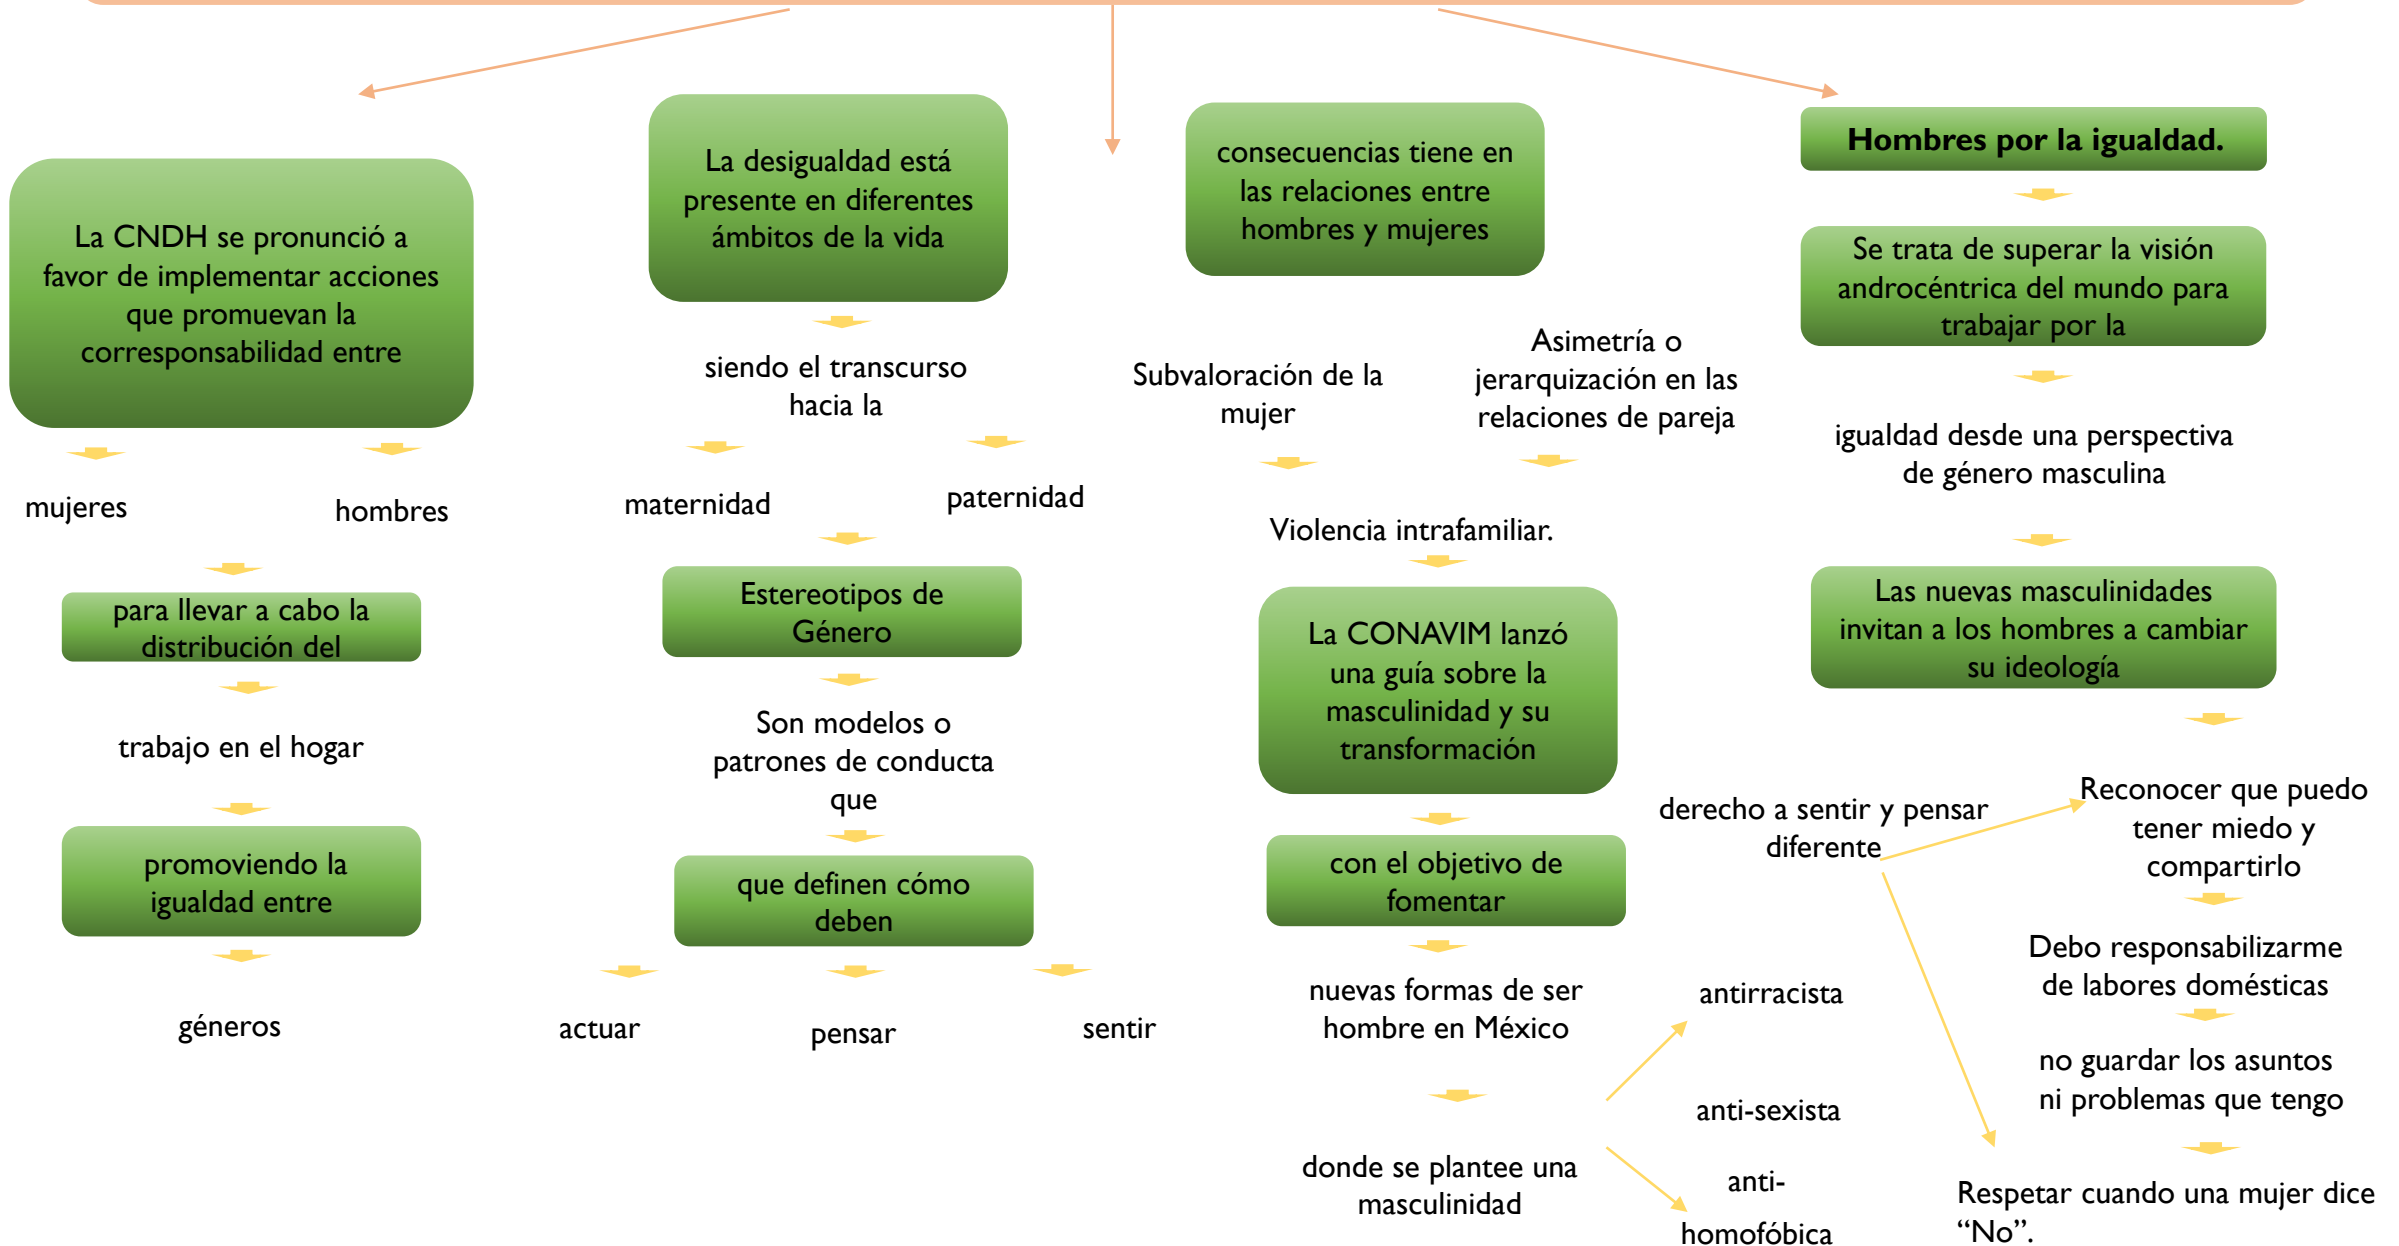 La CNDH se pronunció a
favor de implementar acciones
que promuevan la
corresponsabilidad entre
mujeres
hombres
para llevar a cabo la
distribución del
trabajo en el hogar
promoviendo la
igualdad entre
géneros
La desigualdad está
presente en diferentes
ámbitos de la vida
siendo el transcurso
hacia la
maternidad
paternidad
Estereotipos de
Género
Son modelos o
patrones de conducta
que
que definen cómo
deben
actuar
pensar
sentir
consecuencias tiene en
las relaciones entre
hombres y mujeres
Subvaloración de la
mujer
Asimetría o
jerarquización en las
relaciones de pareja
Violencia intrafamiliar.
La CONAVIM lanzó
una guía sobre la
masculinidad y su
transformación
con el objetivo de
fomentar
nuevas formas de ser
hombre en México
donde se plantee una
masculinidad
antirracista
anti-sexista
anti-
homofóbica
Hombres por la igualdad.
Se trata de superar la visión
androcéntrica del mundo para
trabajar por la
igualdad desde una perspectiva
de género masculina
Las nuevas masculinidades
invitan a los hombres a cambiar
su ideología
derecho a sentir y pensar
diferente
Reconocer que puedo
tener miedo y
compartirlo
Debo responsabilizarme
de labores domésticas
no guardar los asuntos
ni problemas que tengo
Respetar cuando una mujer dice
“No”.